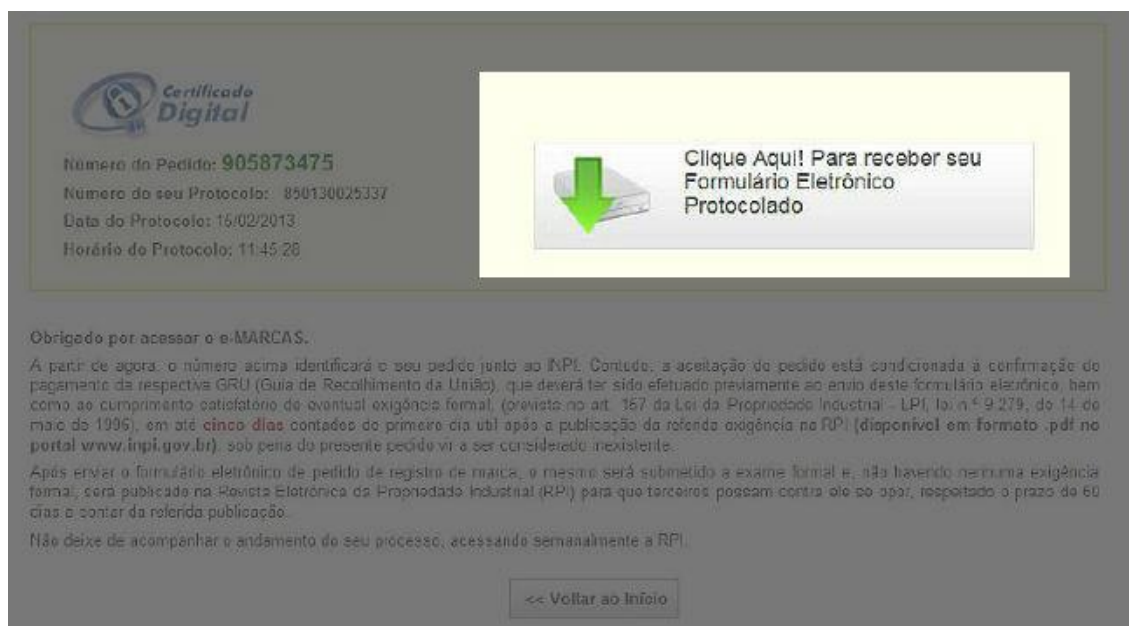 Certificado
Digital
Número do Pedido: 905873475
Número do seu Protocolo: 850130025337
Data do Protocolo: 15/02/2013
Horário do Protocolo: 11:45:28
Clique Aqui! Para receber seu
Formulário Eletrônico
Protocolado
Obrigado por acessar o e-MARCAS.
A partir de agora, o número acima identificará o seu pedido junto ao INPI. Contudo, a aceitação do pedido está condicionada à confirmação do
pagamento da respectiva GRU (Guia de Recolhimento da União), que deverá ter sido efetuado previamente ao envio deste formulário eletrônico, bem
como ao cumprimento satisfatório de eventual exigência formal, (prevista no art. 157 da Lei da Propriedade Industrial - LPI, lei n.º 9.279, de 14 de
maio de 1996), em até cinco dias contados do primeiro dia útil após a publicação da referida exigência na RPI (disponível em formato .pdf no
portal www.inpi.gov.br), sob pena do presente pedido vir a ser considerado inexistente.
Após enviar o formulário eletrônico de pedido de registro de marca, o mesmo será submetido a exame formal e, não havendo nenhuma exigência
formal, será publicado na Revista Eletrônica da Propriedade Industrial (RPI) para que terceiros possam contra ele se opor, respeitado o prazo de 60
dias a contar da referida publicação.
Não deixe de acompanhar o andamento do seu processo, acessando semanalmente a RPI.
<< Voltar ao Início